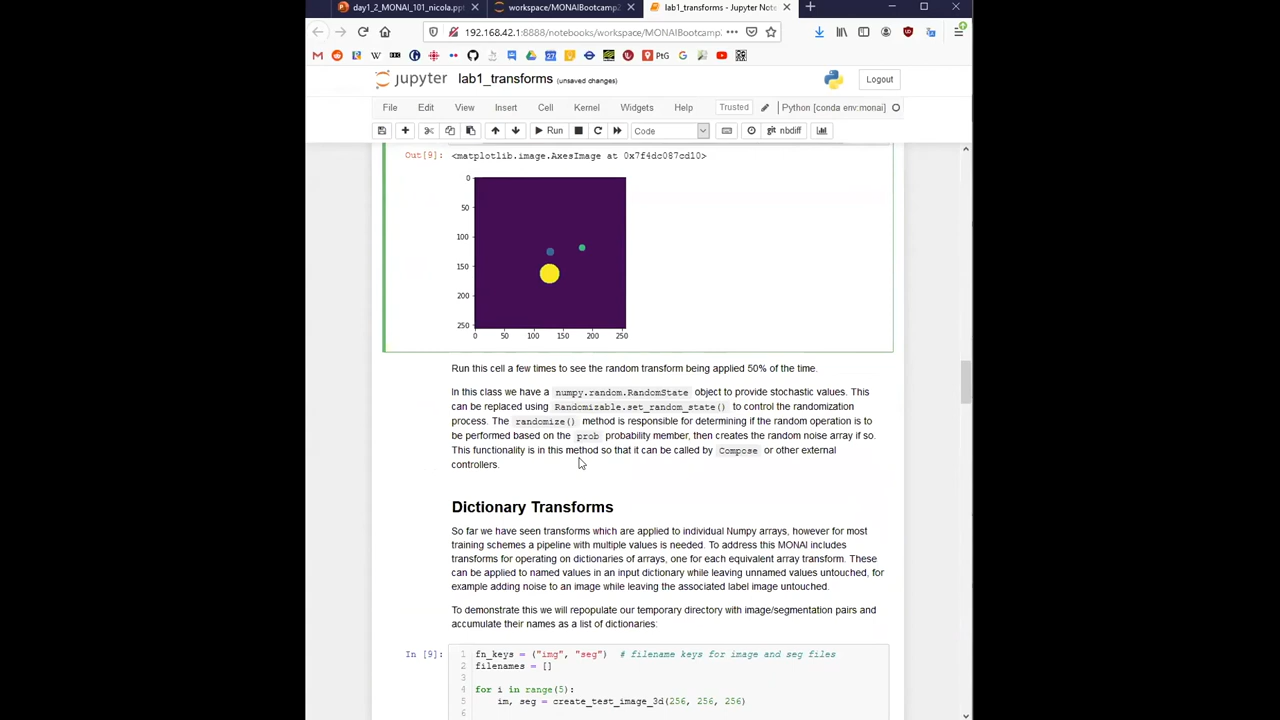 day1_2_MONAI_101_nicola.ppt
workspace/MONAIBootcamp2
lab1_transforms - Jupyter Note
192.168.42.1:8888/notebooks/workspace/MONAIBootcamp2
PtG
jupyter lab1_transforms (unsaved changes)
Logout
File Edit View Insert Cell Kernel Widgets Help Trusted Python [conda env:monai]
Run Code nbdiff
Out[9]: <matplotlib.image.AxesImage at 0x7f4dc087cd10>
0
50
100
150
200
250
0 50 100 150 200 250
Run this cell a few times to see the random transform being applied 50% of the time.
In this class we have a numpy.random.RandomState object to provide stochastic values. This
can be replaced using Randomizable.set_random_state() to control the randomization
process. The randomize() method is responsible for determining if the random operation is to
be performed based on the prob probability member, then creates the random noise array if so.
This functionality is in this method so that it can be called by Compose or other external
controllers.
Dictionary Transforms
So far we have seen transforms which are applied to individual Numpy arrays, however for most
training schemes a pipeline with multiple values is needed. To address this MONAI includes
transforms for operating on dictionaries of arrays, one for each equivalent array transform. These
can be applied to named values in an input dictionary while leaving unnamed values untouched, for
example adding noise to an image while leaving the associated label image untouched.
To demonstrate this we will repopulate our temporary directory with image/segmentation pairs and
accumulate their names as a list of dictionaries:
In [9]: 1 fn_keys = ("img", "seg") # filename keys for image and seg files
2 filenames = []
3
4 for i in range(5):
5 im, seg = create_test_image_3d(256, 256, 256)
6